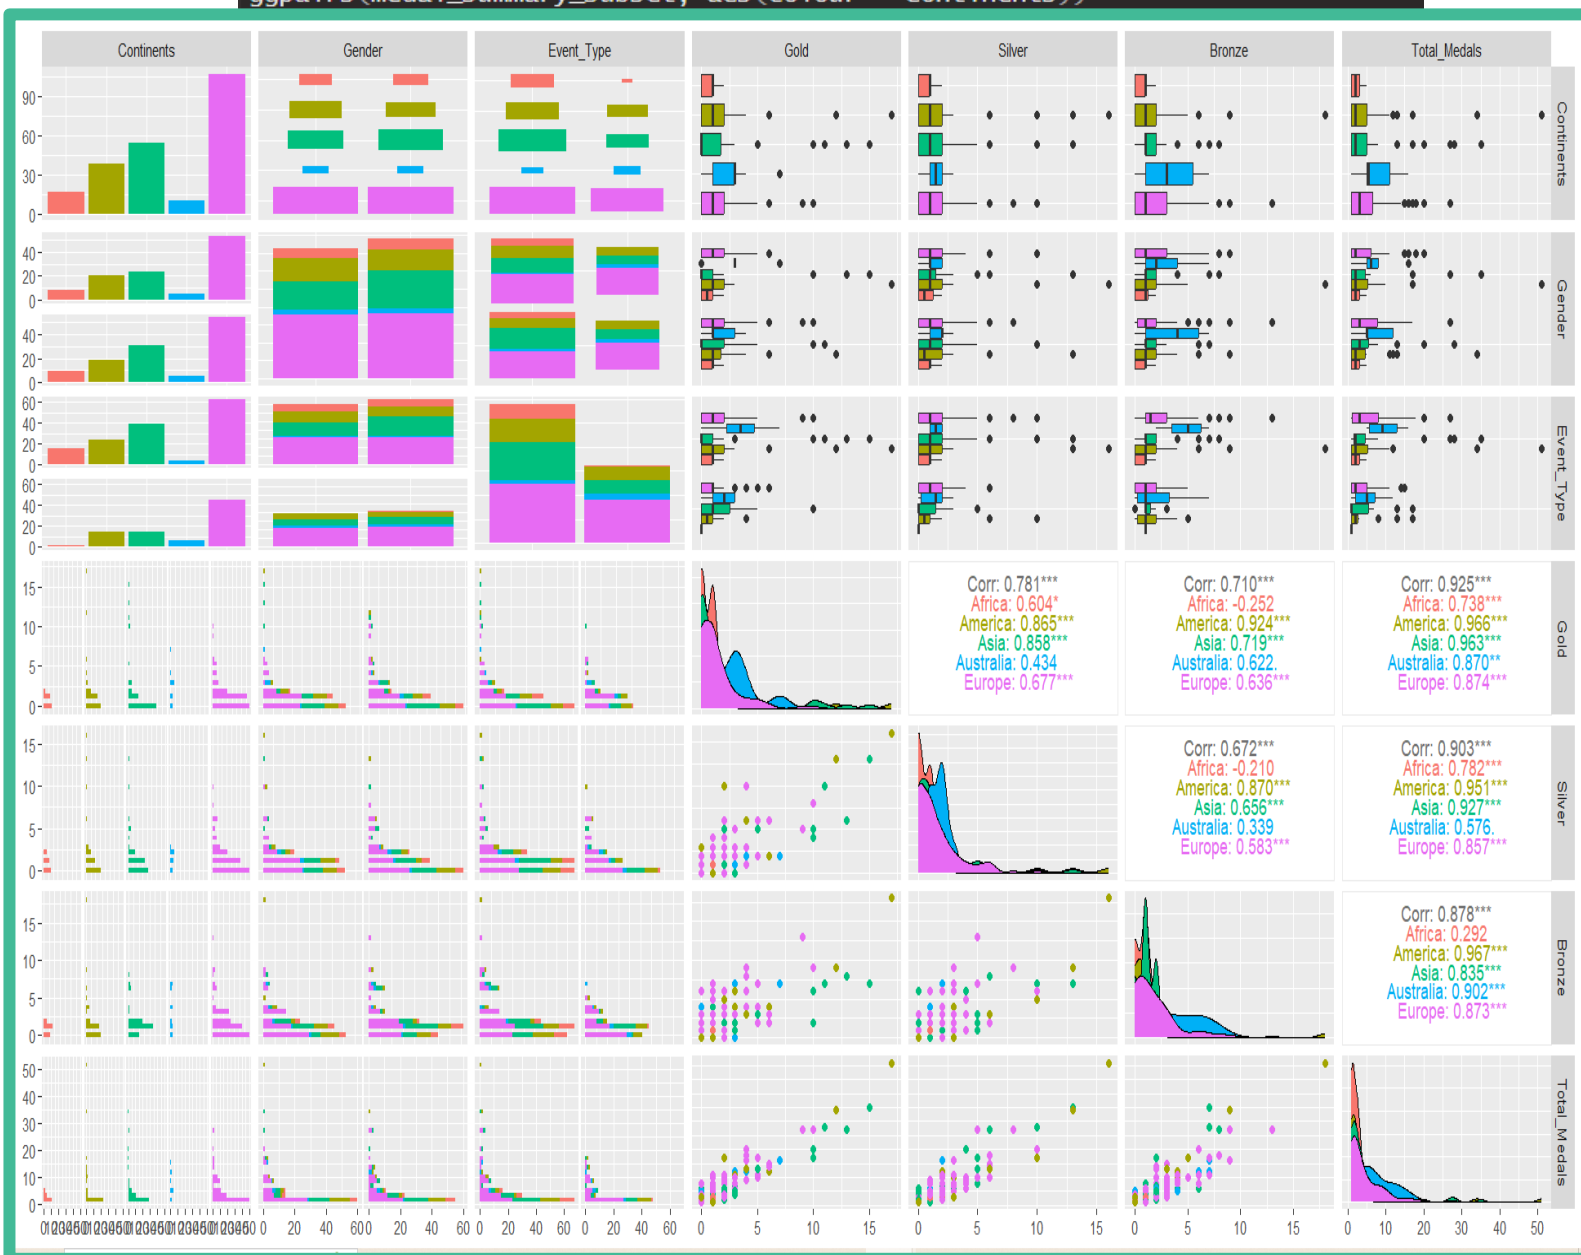 Continents Gender Event_Type Gold Silver Bronze Total_Medals
90
60
30
0
Continents
40
20
0
40
20
0
Gender
60
40
20
0
60
40
20
0
Event_Type
15
10
5
0
Corr: 0.781***
Africa: 0.604*
America: 0.865***
Asia: 0.858***
Australia: 0.434
Europe: 0.677***
Corr: 0.710***
Africa: -0.252
America: 0.924***
Asia: 0.719***
Australia: 0.622.
Europe: 0.636***
Corr: 0.925***
Africa: 0.738***
America: 0.966***
Asia: 0.963***
Australia: 0.870**
Europe: 0.874***
Gold
15
10
5
0
Corr: 0.672***
Africa: -0.210
America: 0.870***
Asia: 0.656***
Australia: 0.339
Europe: 0.583***
Corr: 0.903***
Africa: 0.782***
America: 0.951***
Asia: 0.927***
Australia: 0.576.
Europe: 0.857***
Silver
15
10
5
0
Corr: 0.878***
Africa: 0.292
America: 0.967***
Asia: 0.835***
Australia: 0.902***
Europe: 0.873***
Bronze
50
40
30
20
10
0
Total_Medals
0 20 40 60 20 40 60 0 20 40 60 0 20 40 60 0 5 10 15 0 5 10 15 0 5 10 15 0 10 20 30 40 50